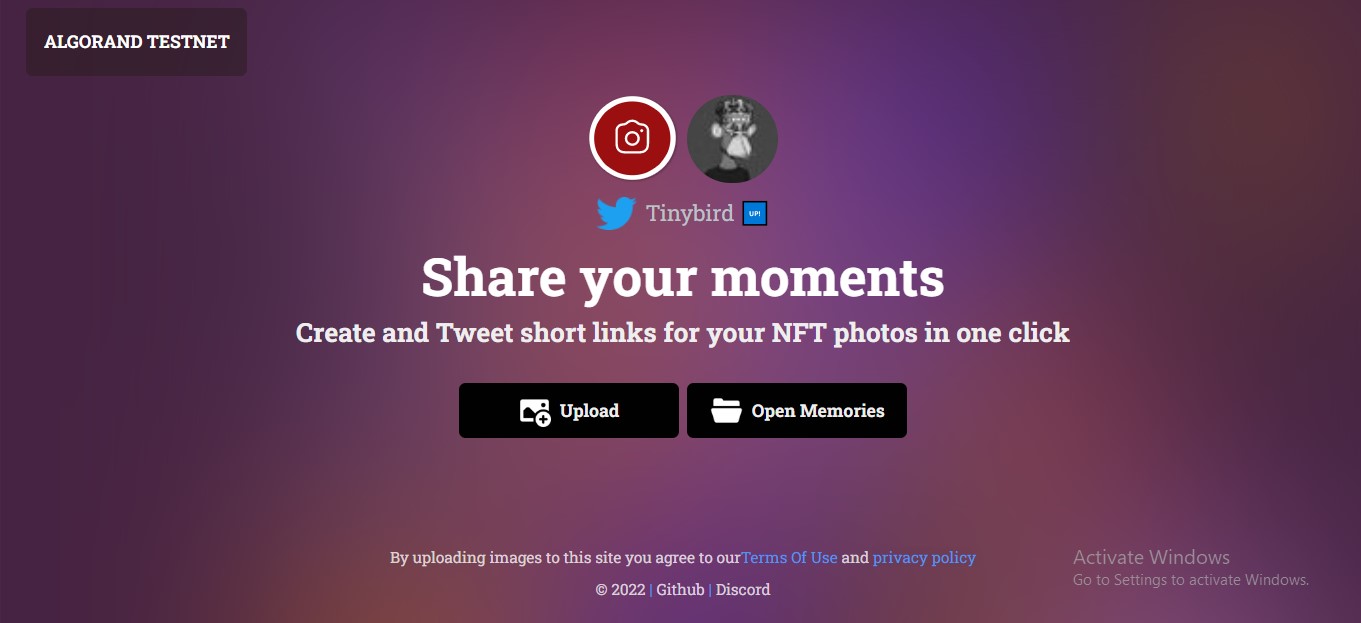 ALGORAND TESTNET
Tinybird UP!
Share your moments
Create and Tweet short links for your NFT photos in one click
Upload
Open Memories
By uploading images to this site you agree to ourTerms Of Use and privacy policy
© 2022 | Github | Discord
Activate Windows
Go to Settings to activate Windows.